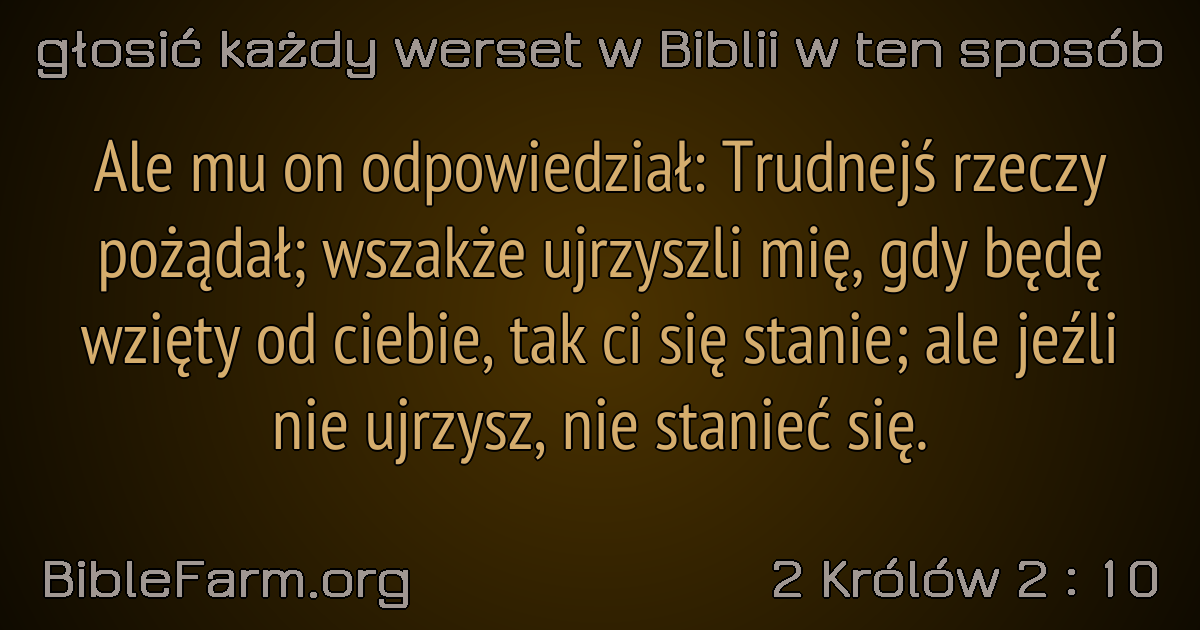 głosić każdy werset w Biblii w ten sposób
Ale mu on odpowiedział: Trudnejś rzeczy
pożądał; wszakże ujrzyszli mię, gdy będę
wzięty od ciebie, tak ci się stanie; ale jeźli
nie ujrzysz, nie stanieć się.
BibleFarm.org
2 Królów 2 : 10